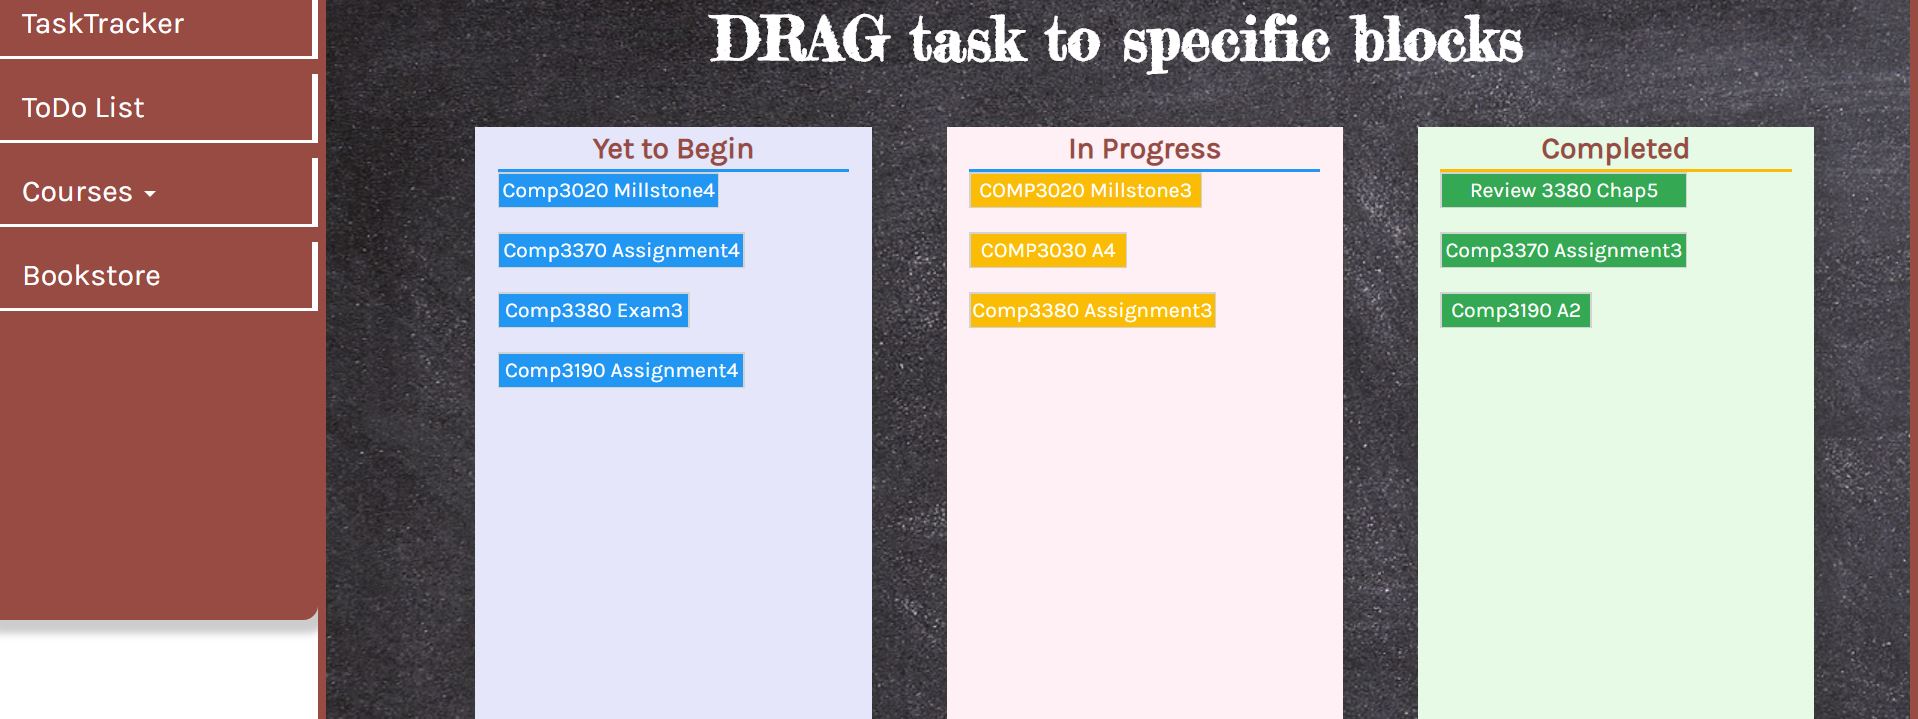 TaskTracker
ToDo List
Courses
Bookstore
DRAG task to specific blocks
Yet to Begin
Comp3020 Millstone4
Comp3370 Assignment4
Comp3380 Exam3
Comp3190 Assignment4
In Progress
COMP3020 Millstone3
COMP3030 A4
Comp3380 Assignment3
Completed
Review 3380 Chap5
Comp3370 Assignment3
Comp3190 A2